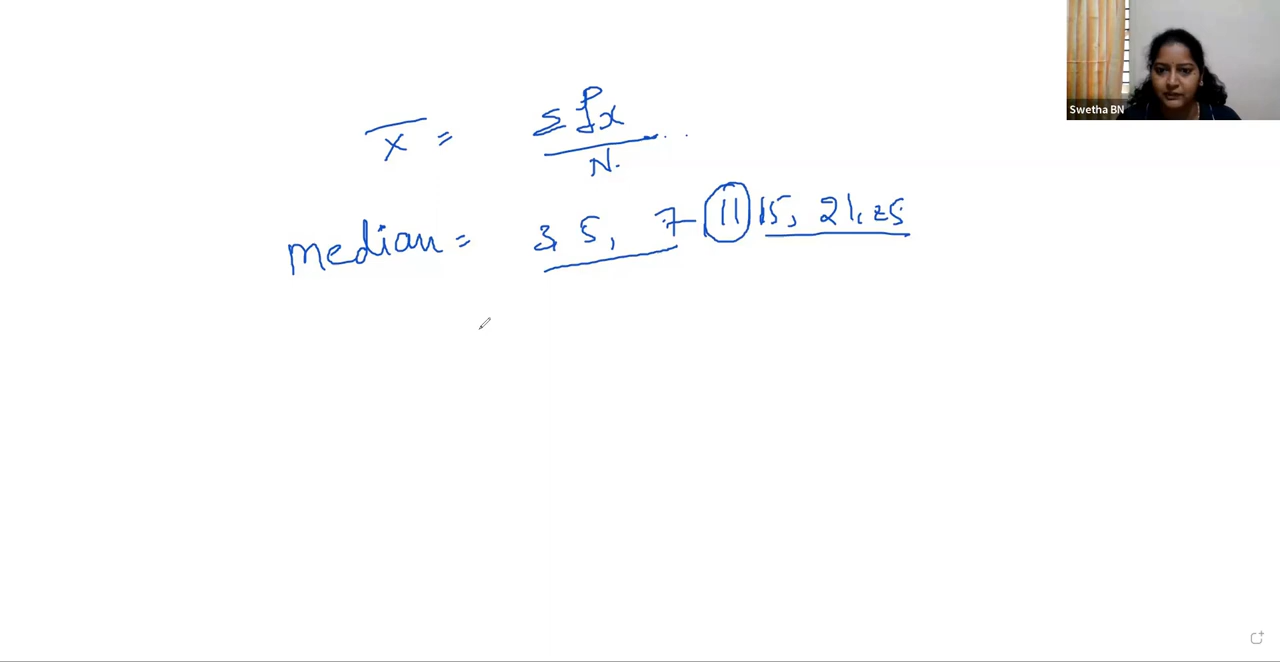 Swetha BN
x̄ = Σfx
N.
median = 3, 5, 7 11 15, 21, 25